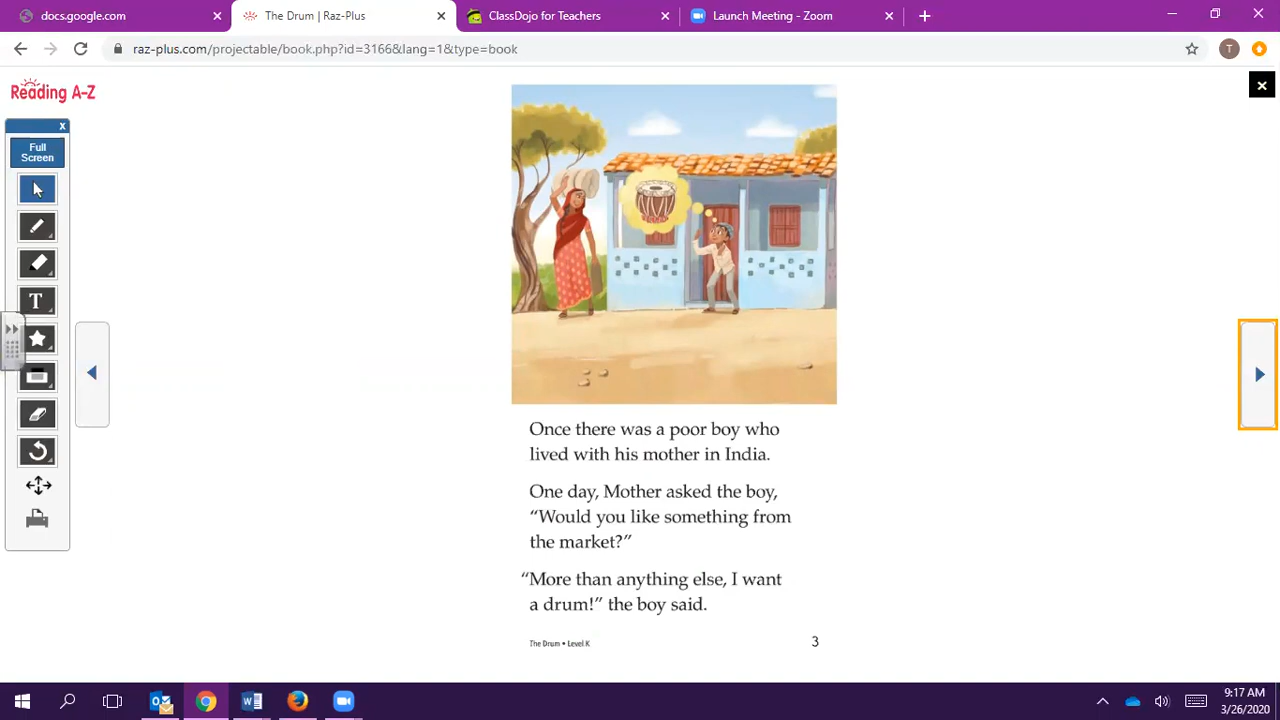 docs.google.com
The Drum | Raz-Plus
ClassDojo for Teachers
Launch Meeting - Zoom
raz-plus.com/projectable/book.php?id=3166&lang=1&type=book
T
Reading A-Z
Full
Screen
T
Once there was a poor boy who
lived with his mother in India.
One day, Mother asked the boy,
“Would you like something from
the market?”
“More than anything else, I want
a drum!” the boy said.
The Drum • Level K
3
9:17 AM
3/26/2020